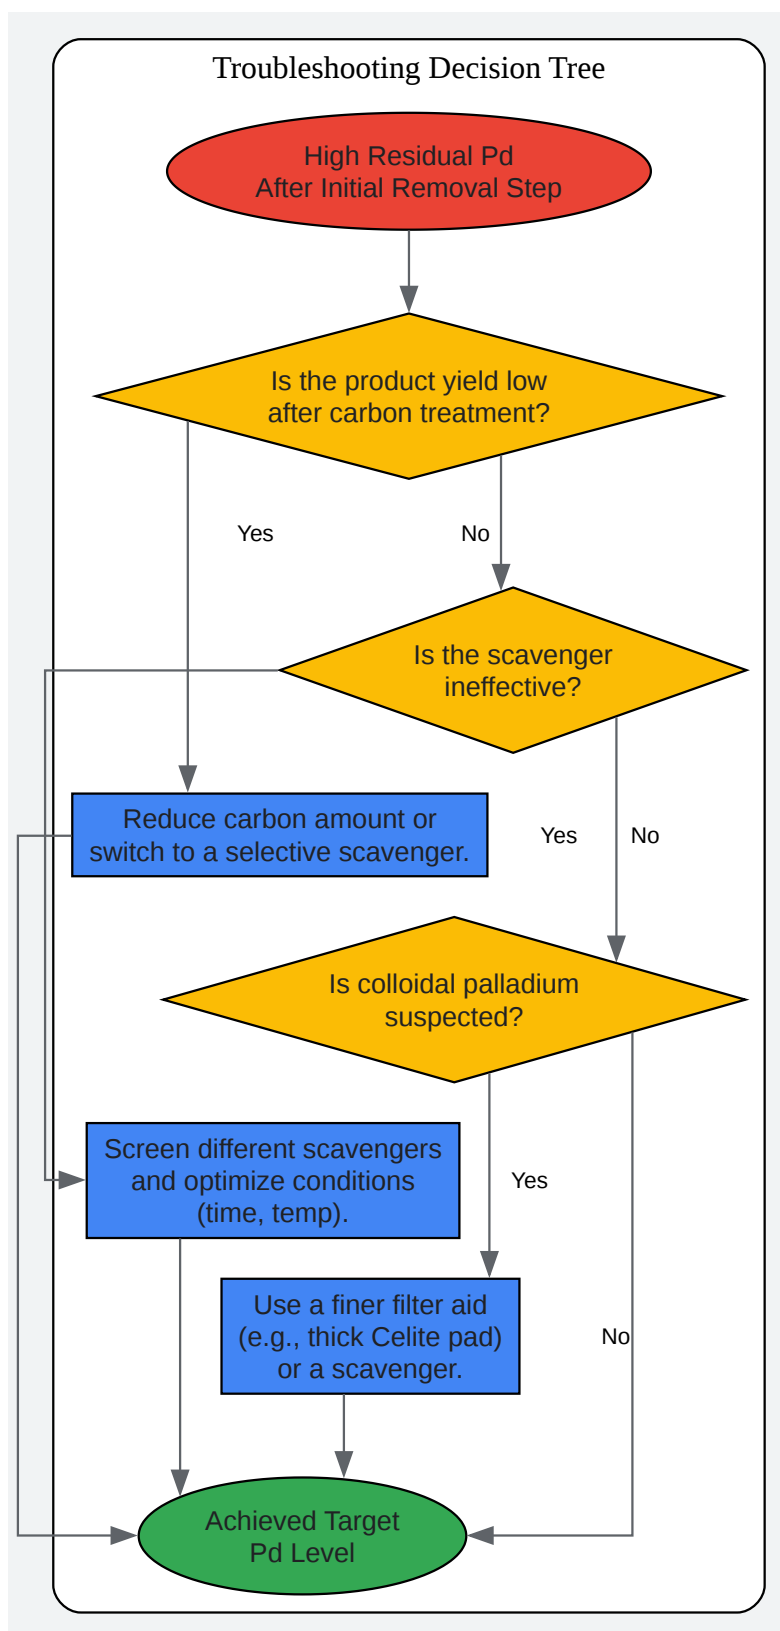 Troubleshooting Decision Tree
High Residual Pd
After Initial Removal Step
Is the product yield low
after carbon treatment?
Yes
No
Is the scavenger
ineffective?
Reduce carbon amount or
switch to a selective scavenger.
Yes
No
Is colloidal palladium
suspected?
Screen different scavengers
and optimize conditions
(time, temp).
Yes
Use a finer filter aid
(e.g., thick Celite pad)
or a scavenger.
No
Achieved Target
Pd Level